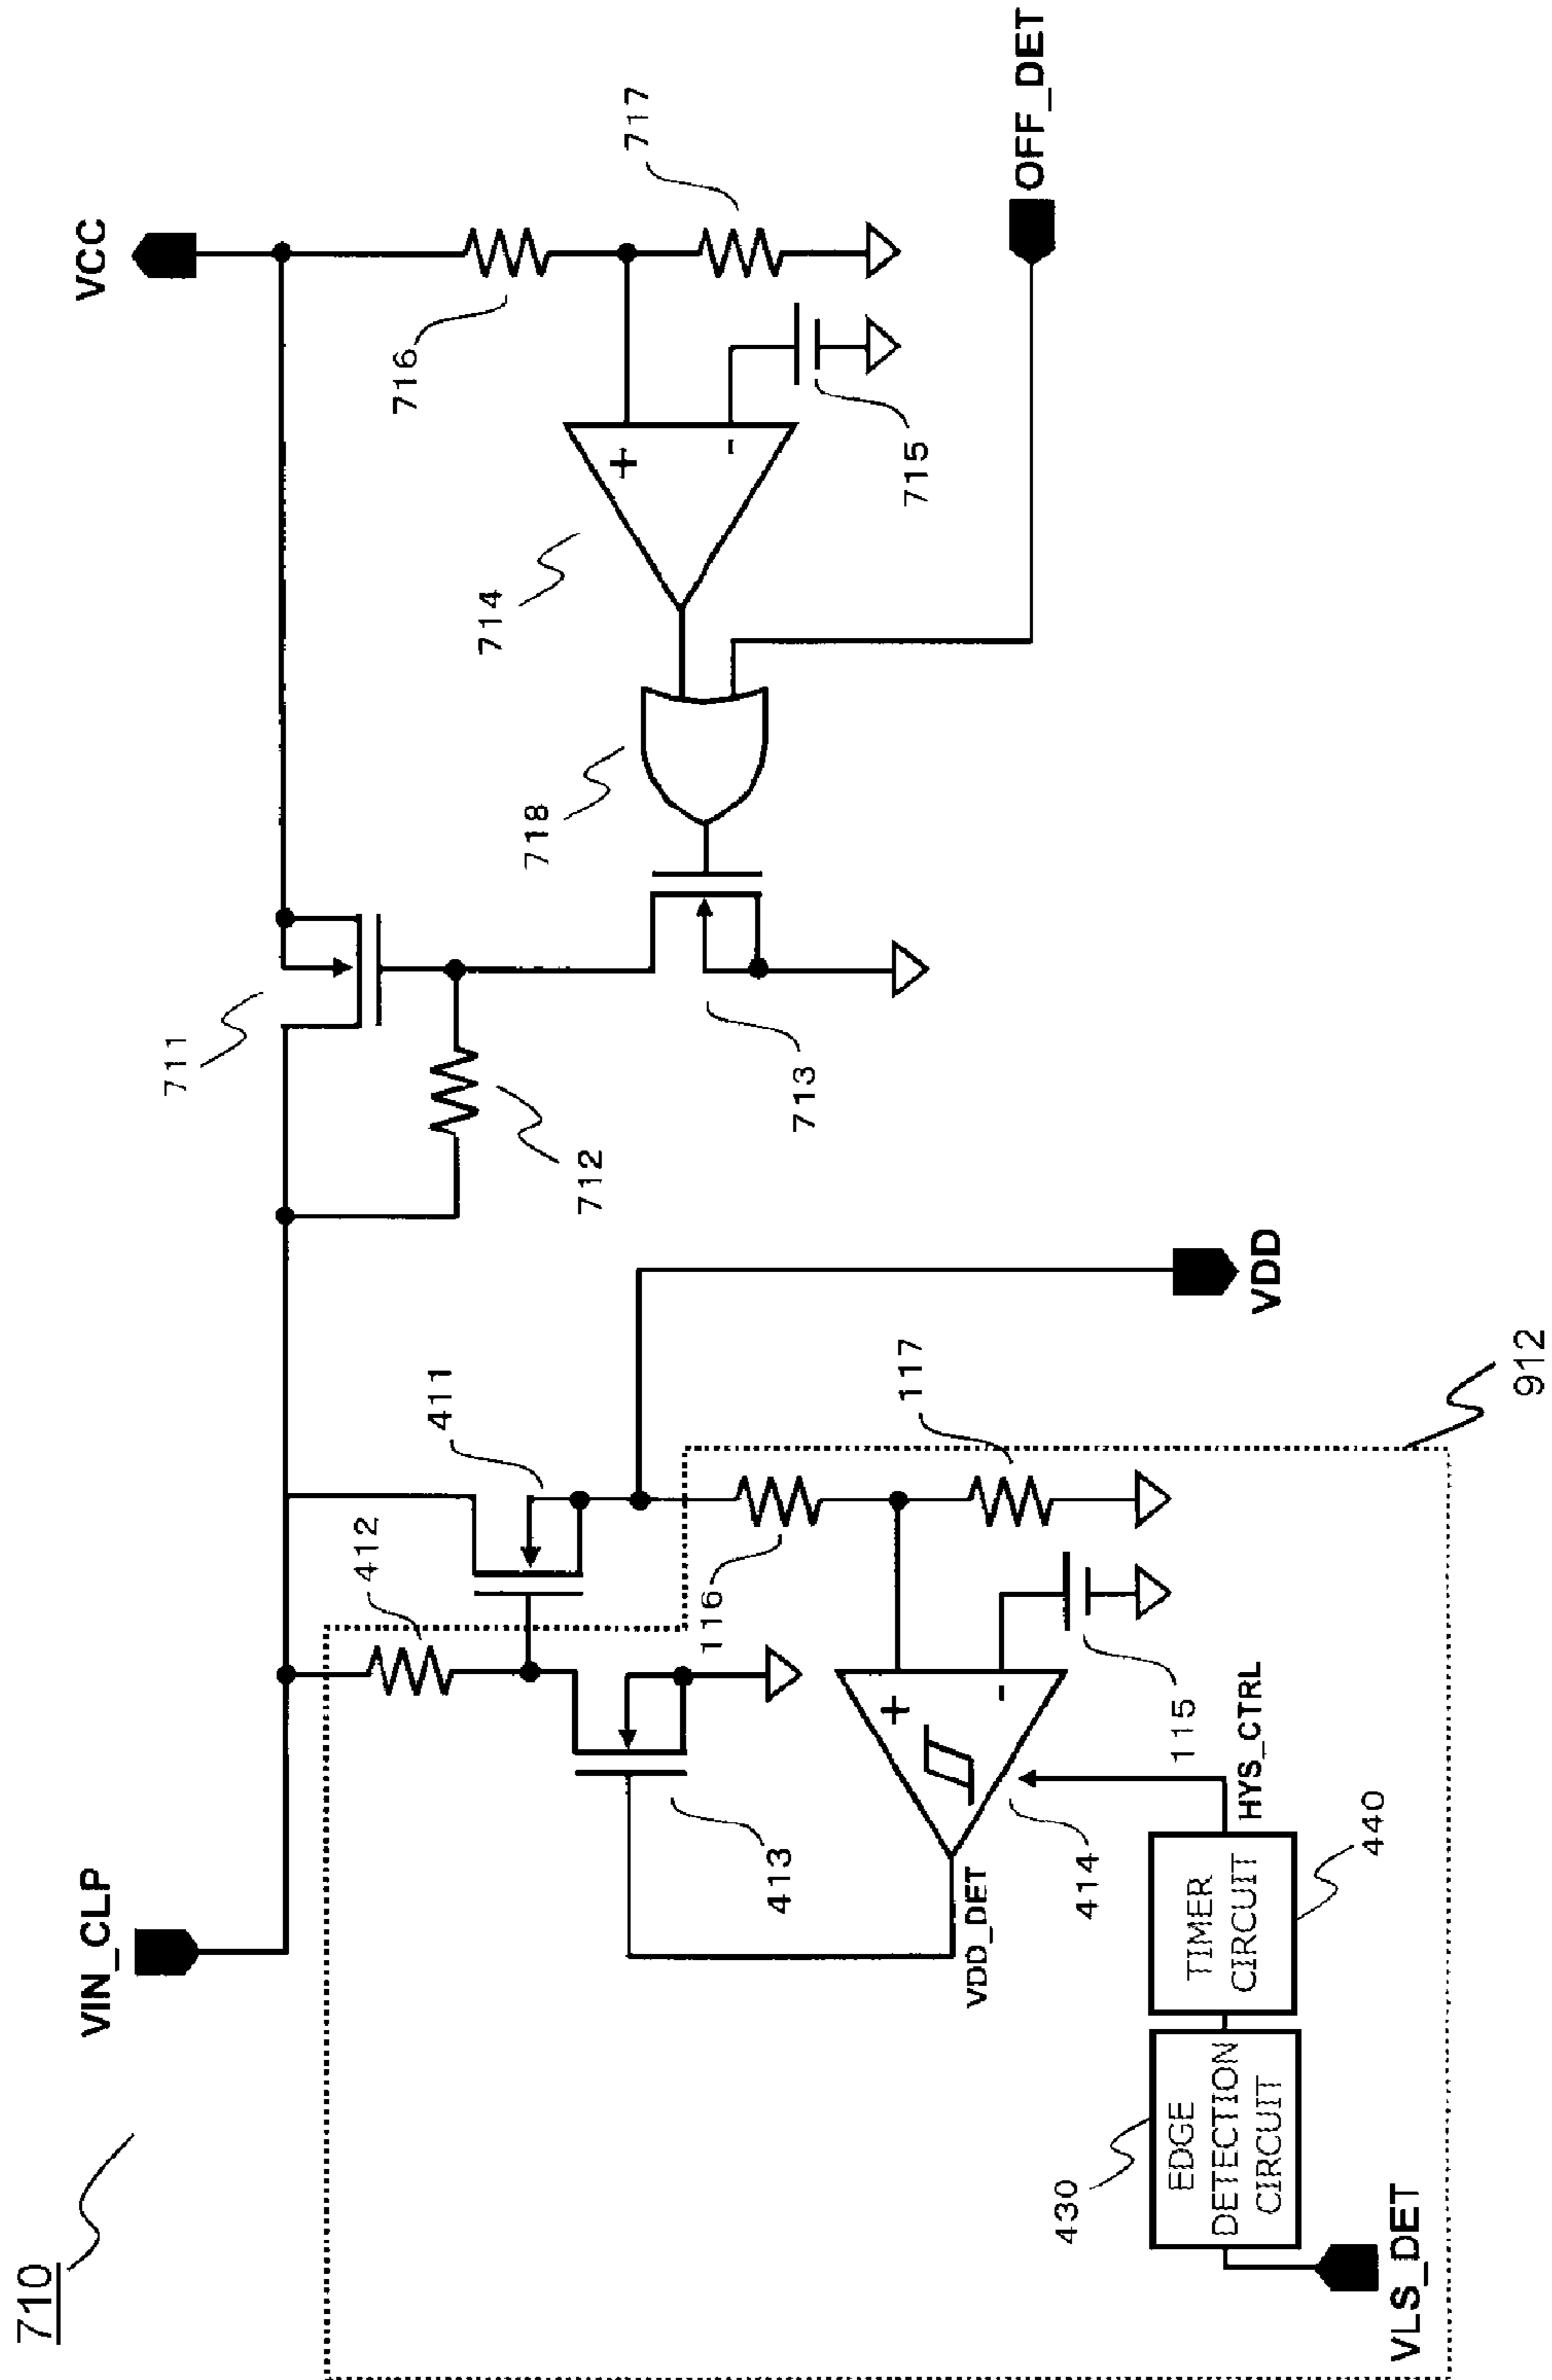 710
VIN_CLP
VCC
711
712
713
714
715
716
717
718
OFF_DET
411
412
413
VDD
116
117
115
414
VDD_DET
HYS_CTRL
TIMER
CIRCUIT
440
EDGE
DETECTION
CIRCUIT
430
VLS_DET
912
+
-
+
-